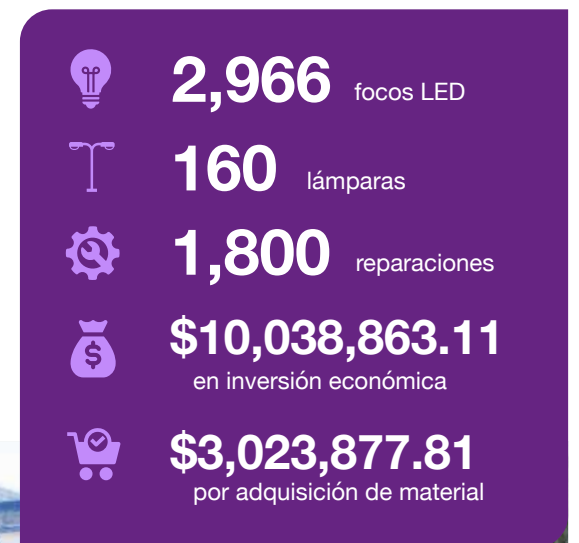 2,966 focos LED
160 lámparas
1,800 reparaciones
$10,038,863.11
en inversión económica
$3,023,877.81
por adquisición de material